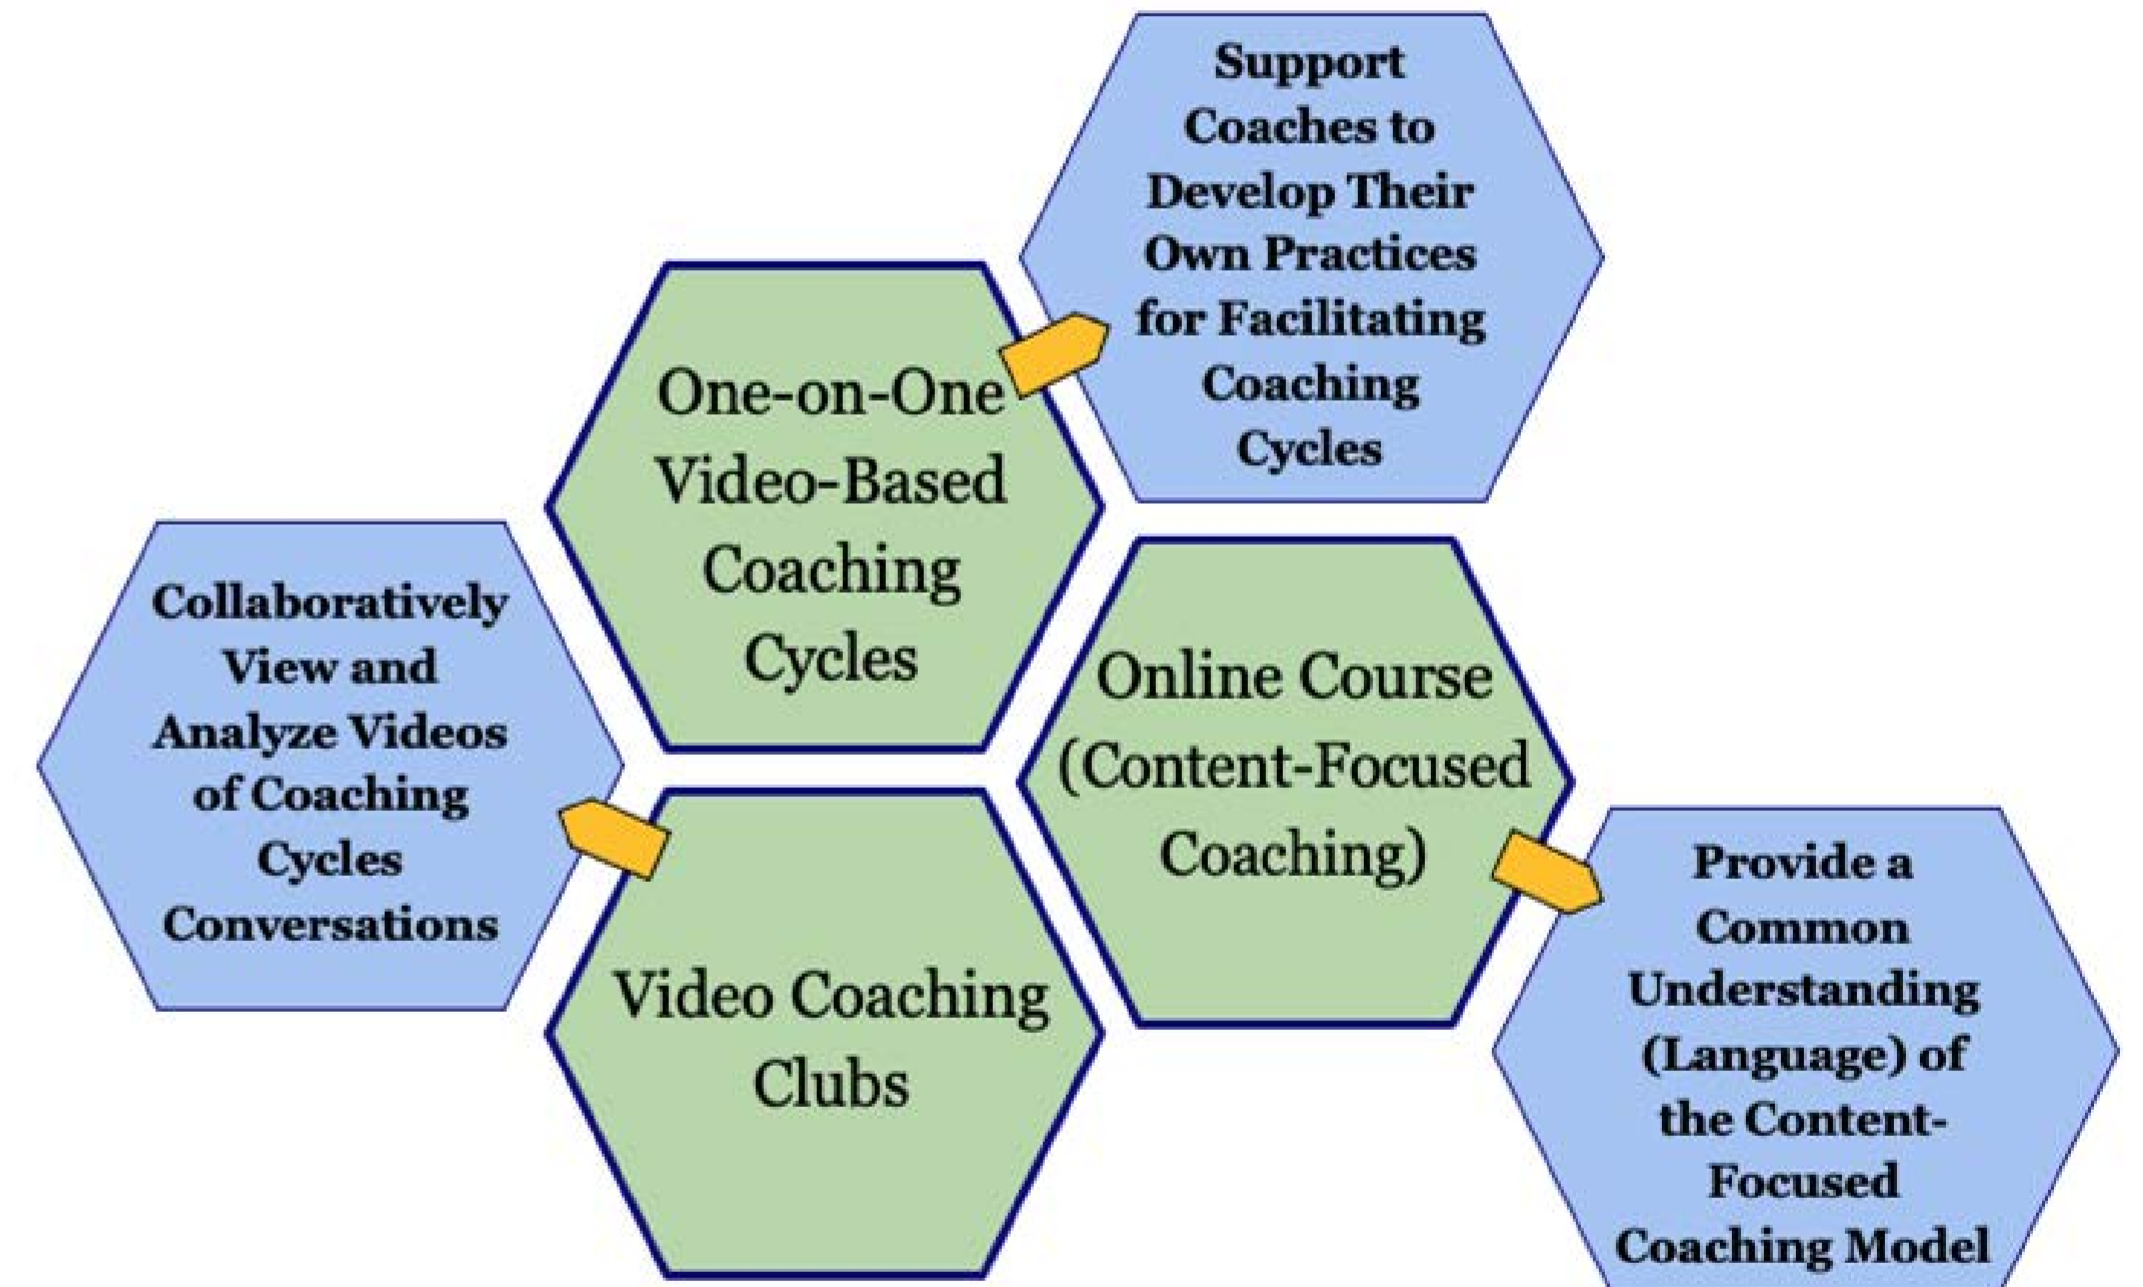 Support
Coaches to
Develop Their
Own Practices
for Facilitating
Coaching
Cycles
One-on-One
Video-Based
Coaching
Cycles
Collaboratively
View and
Analyze Videos
of Coaching
Cycles
Conversations
Online Course
(Content-Focused
Coaching)
Video Coaching
Clubs
Provide a
Common
Understanding
(Language) of
the Content-
Focused
Coaching Model